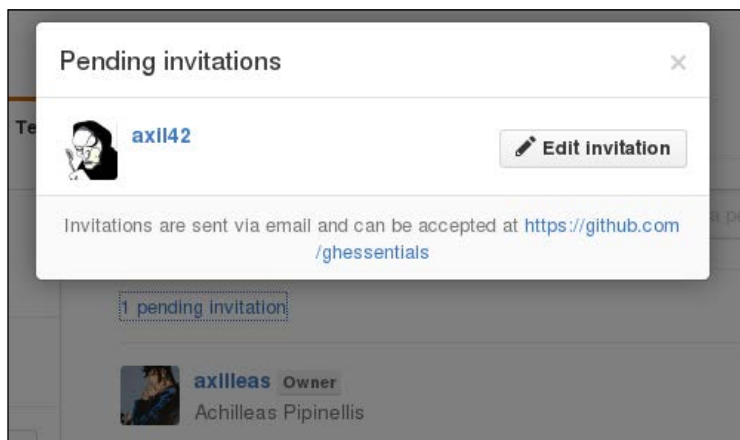 Pending invitations
×
Te
axil42
Edit invitation
Invitations are sent via email and can be accepted at https://github.com
/ghessentials
1 pending invitation
axilleas Owner
Achilleas Pipinellis